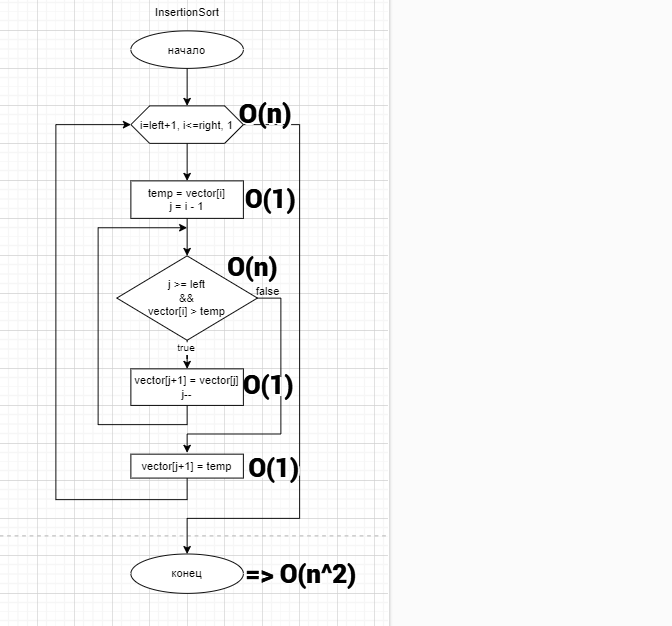 InsertionSort
начало
i=left+1, i<=right, 1
O(n)
temp = vector[i]
j = i - 1
O(1)
O(n)
j >= left
&&
vector[i] > temp
false
true
vector[j+1] = vector[j]
j--
O(1)
vector[j+1] = temp
O(1)
конец
=> O(n^2)